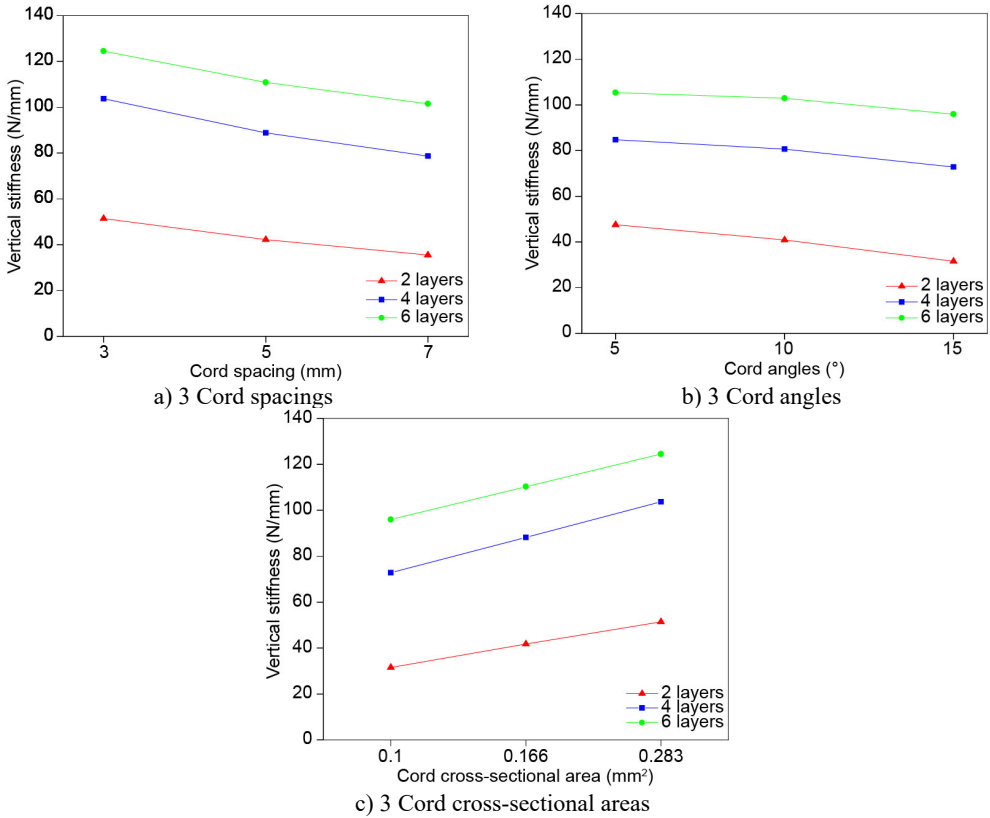 140
120
100
80
60
40
20
0
Vertical stiffness (N/mm)
2 layers
4 layers
6 layers
3 5 7
Cord spacing (mm)
a) 3 Cord spacings
140
120
100
80
60
40
20
0
Vertical stiffness (N/mm)
2 layers
4 layers
6 layers
5 10 15
Cord angles (°)
b) 3 Cord angles
140
120
100
80
60
40
20
0
Vertical stiffness (N/mm)
2 layers
4 layers
6 layers
0.1 0.166 0.283
Cord cross-sectional area (mm²)
c) 3 Cord cross-sectional areas